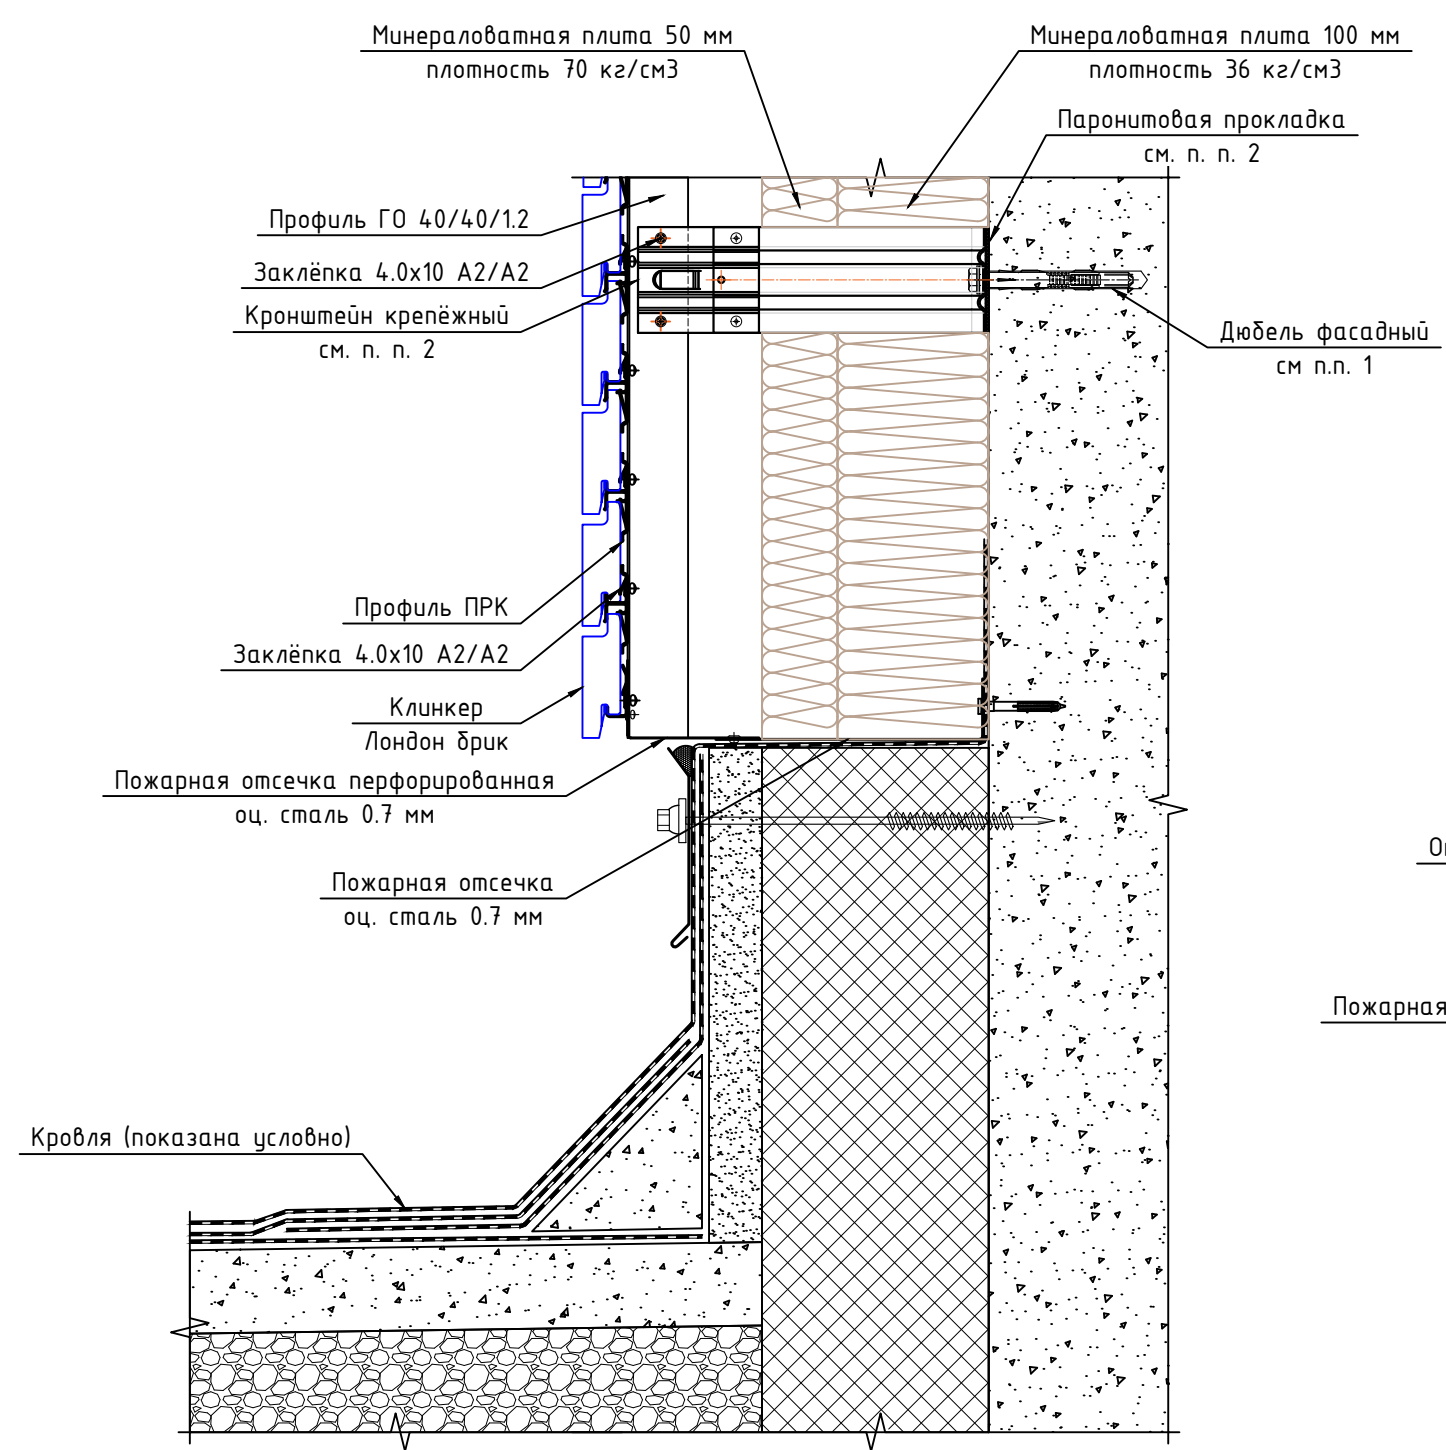 Минераловатная плита 50 мм
плотность 70 кг/см3
Минераловатная плита 100 мм
плотность 36 кг/см3
Паронитовая прокладка
см. п. п. 2
Профиль ГО 40/40/1.2
Заклёпка 4.0х10 А2/А2
Кронштейн крепёжный
см. п. п. 2
Дюбель фасадный
см п.п. 1
Профиль ПРК
Заклёпка 4.0х10 А2/А2
Клинкер
Лондон брик
Пожарная отсечка перфорированная
оц. сталь 0.7 мм
Пожарная отсечка
оц. сталь 0.7 мм
Пожарная
Кровля (показана условно)